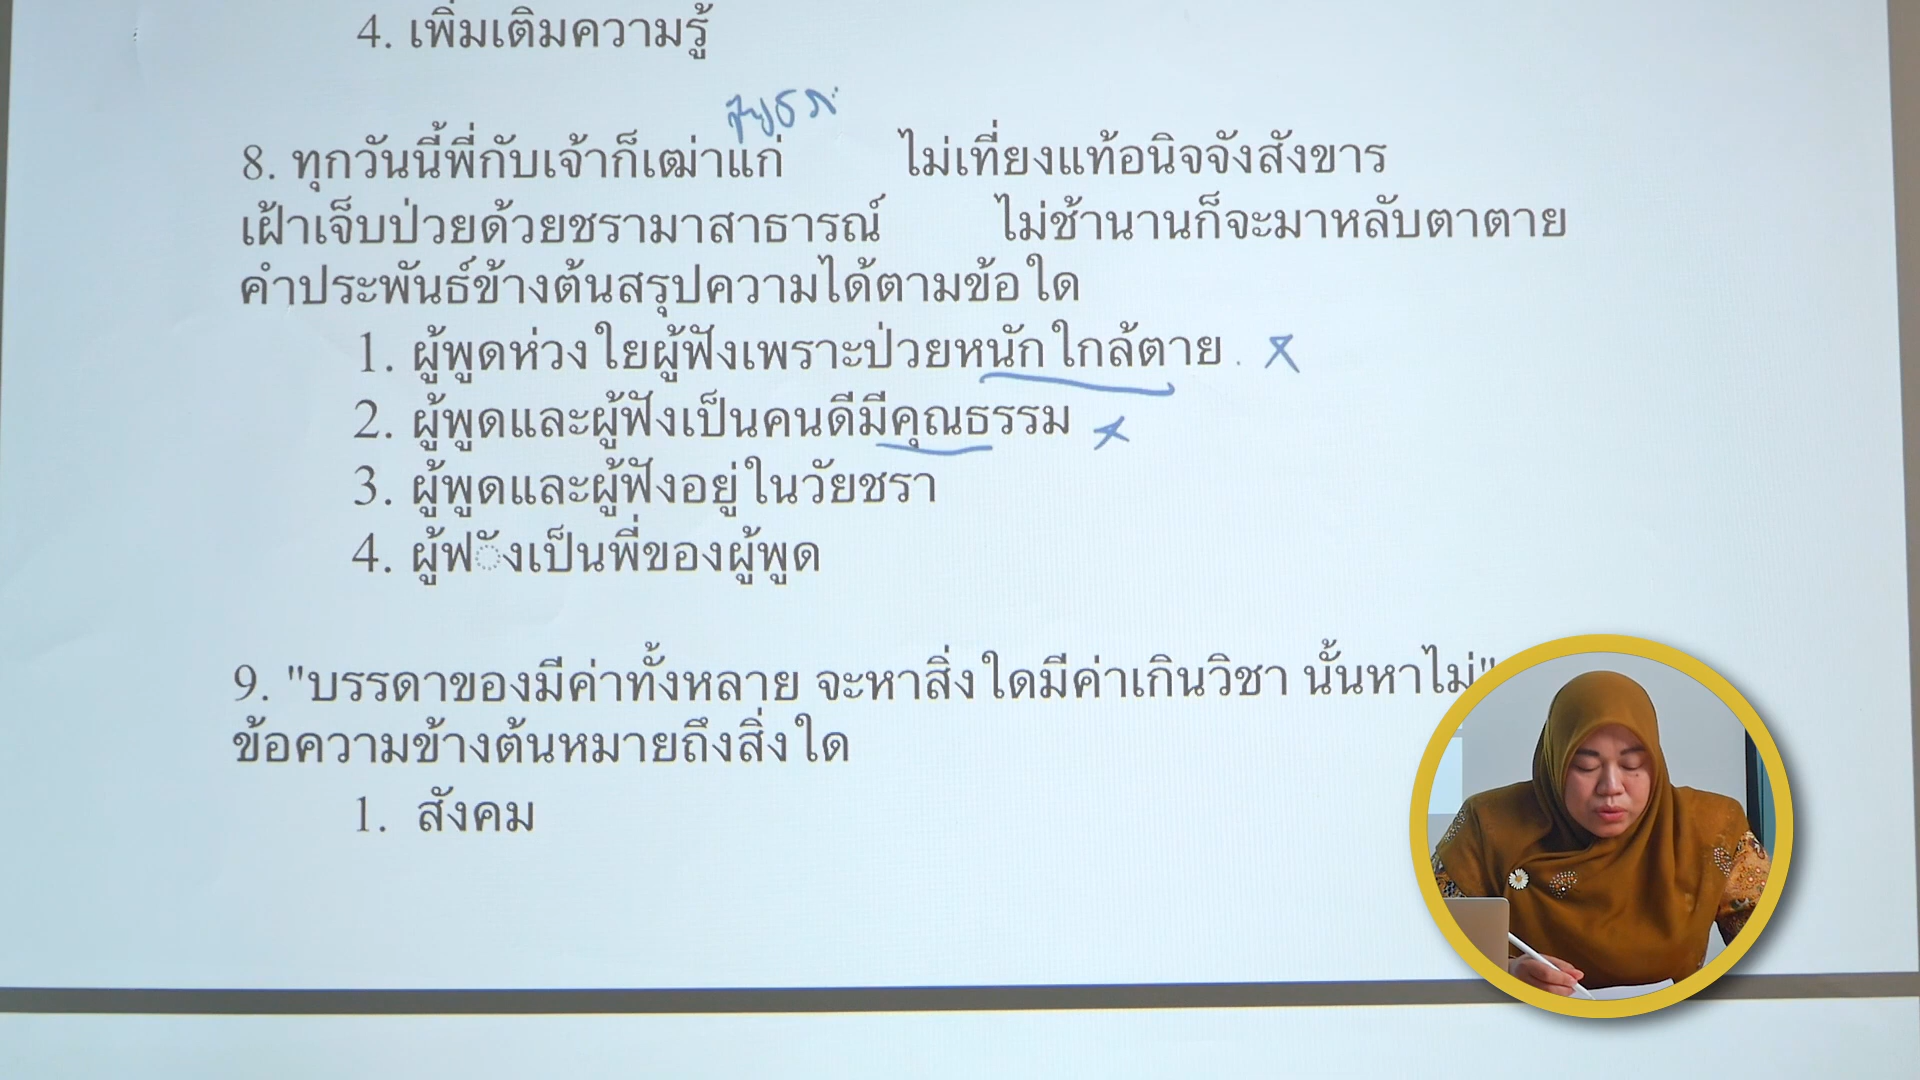 4. เพิ่มเติมความรู้
8. ทุกวันนี้พี่กับเจ้าก็เฒ่าแก่ ไม่เที่ยงแท้อนิจจังสังขาร
เฝ้าเจ็บป่วยด้วยชรามาสาธารณ์ ไม่ช้านานก็จะมาหลับตาตาย
คำประพันธ์ข้างต้นสรุปความได้ตามข้อใด
1. ผู้พูดห่วงใยผู้ฟังเพราะป่วยหนักใกล้ตาย
2. ผู้พูดและผู้ฟังเป็นคนดีมีคุณธรรม
3. ผู้พูดและผู้ฟังอยู่ในวัยชรา
4. ผู้ฟังเป็นพี่ของผู้พูด
9. "บรรดาของมีค่าทั้งหลาย จะหาสิ่งใดมีค่าเกินวิชา นั้นหาไม่"
ข้อความข้างต้นหมายถึงสิ่งใด
1. สังคม